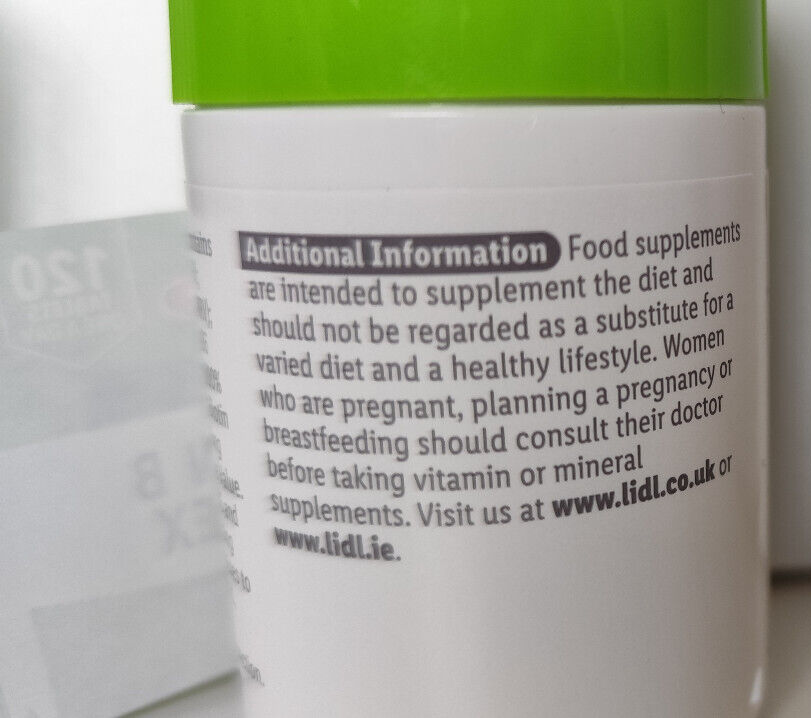 Additional Information Food supplements
are intended to supplement the diet and
should not be regarded as a substitute for a
varied diet and a healthy lifestyle. Women
who are pregnant, planning a pregnancy or
breastfeeding should consult their doctor
before taking vitamin or mineral
supplements. Visit us at www.lidl.co.uk or
www.lidl.ie.
120